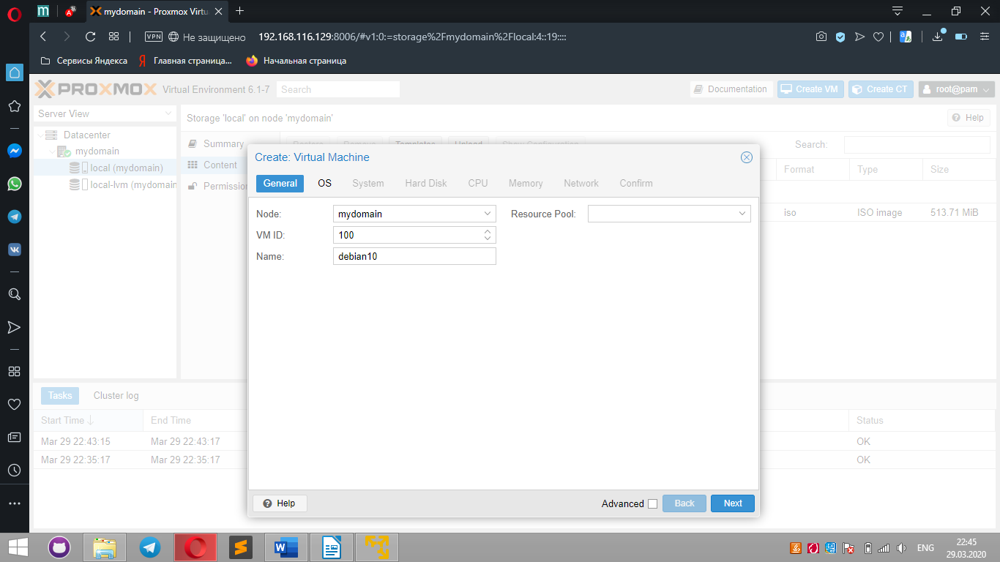 mydomain - Proxmox Virtu
VPN Не защищено 192.168.116.129:8006/#v1:0:=storage%2Fmydomain%2Flocal:4::19::::
Сервисы Яндекса Главная страница... Начальная страница
PROXMOX Virtual Environment 6.1-7 Search Documentation Create VM Create CT root@pam
Server View
Storage 'local' on node 'mydomain' Help
Datacenter
mydomain
local (mydomain)
local-lvm (mydomain
Summary
Content
Permission
Restore Remove Templates Upload Show Configuration Search:
Format Type Size
iso ISO image 513.71 MiB
Create: Virtual Machine
General OS System Hard Disk CPU Memory Network Confirm
Node: mydomain Resource Pool:
VM ID: 100
Name: debian10
Help Advanced Back Next
Tasks Cluster log
Start Time End Time Status
Mar 29 22:43:15 Mar 29 22:43:17 OK
Mar 29 22:35:17 Mar 29 22:35:17 OK
ENG 22:45
29.03.2020